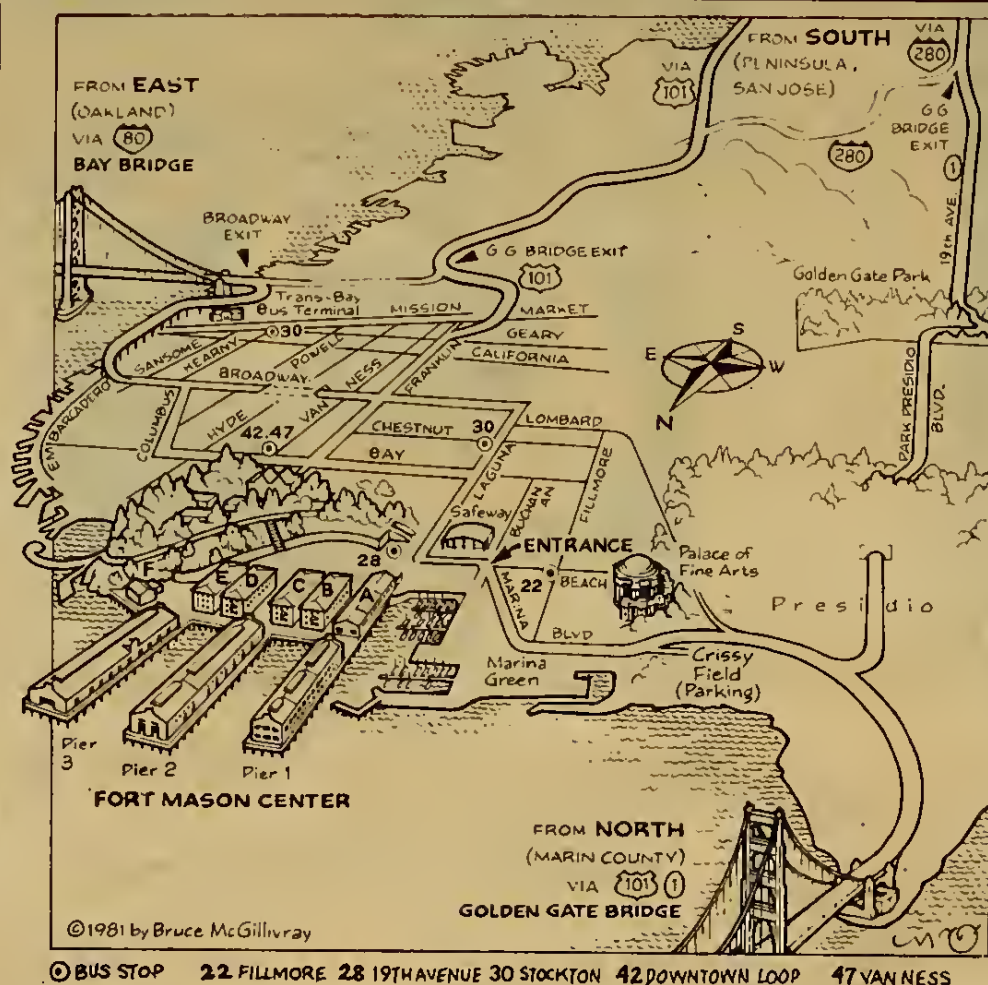 FROM EAST
(OAKLAND)
VIA 80
BAY BRIDGE
BROADWAY
EXIT
VIA
101
FROM SOUTH
(PENINSULA,
SAN JOSE)
VIA
280
GG
BRIDGE
EXIT
280
1
19th AVE.
GG BRIDGE EXIT
101
Golden Gate Park
Trans-Bay
Bus Terminal
MISSION
MARKET
30
GEARY
CALIFORNIA
SANSOME
KEARNY
POWELL
VAN NESS
FRANKLIN
BROADWAY
EMBARCADERO
COLUMBUS
HYDE
42.47
CHESTNUT
30
LOMBARD
BAY
LAGUNA
FILLMORE
BUCHANAN
S
E
W
N
PARK PRESIDIO
BLVD.
Safeway
ENTRANCE
28
22
BEACH
MARINA
BLVD
Palace of
Fine Arts
Presidio
F
E
D
C
B
A
Marina
Green
Crissy
Field
(Parking)
Pier
3
Pier 2
Pier 1
FORT MASON CENTER
FROM NORTH
(MARIN COUNTY)
VIA 101 1
GOLDEN GATE BRIDGE
©1981 by Bruce McGillivray
BUS STOP 22 FILLMORE 28 19TH AVENUE 30 STOCKTON 42 DOWNTOWN LOOP 47 VAN NESS